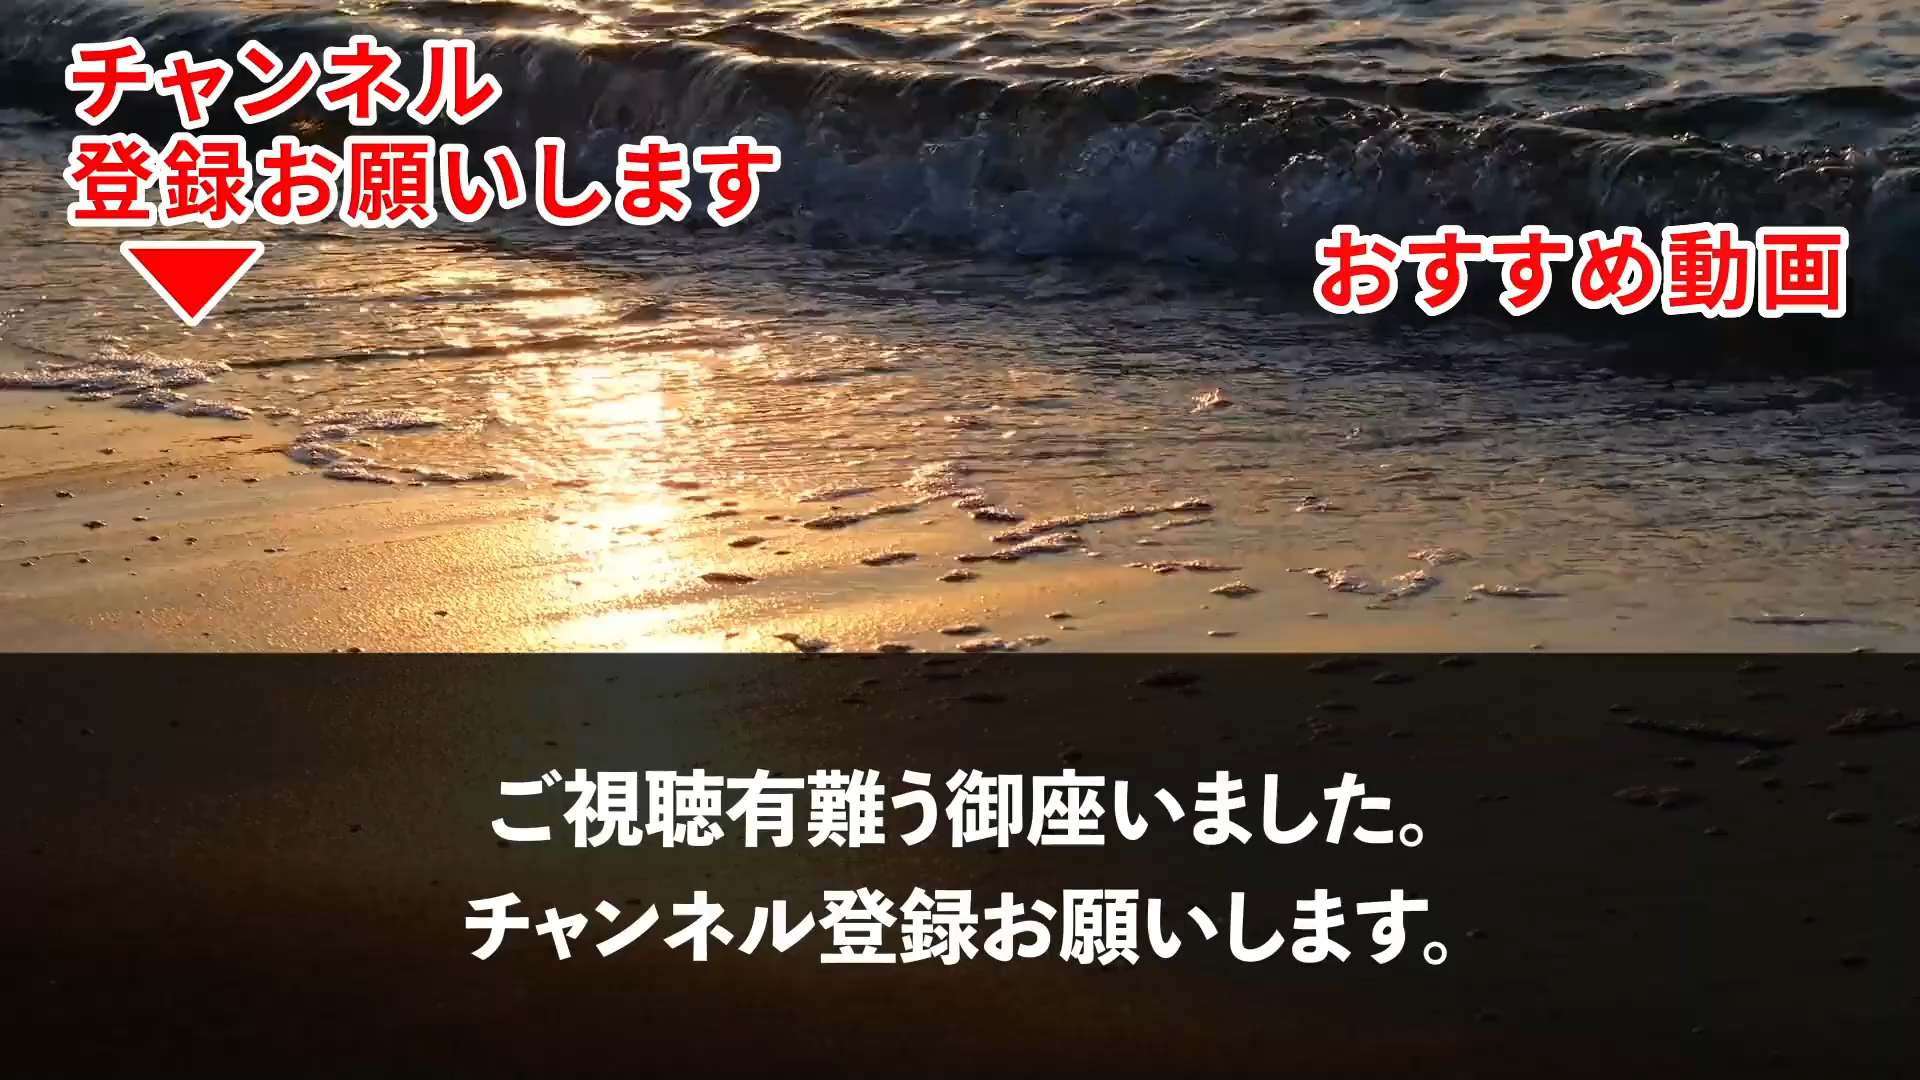 チャンネル
登録お願いします
おすすめ動画
ご視聴有難う御座いました。
チャンネル登録お願いします。